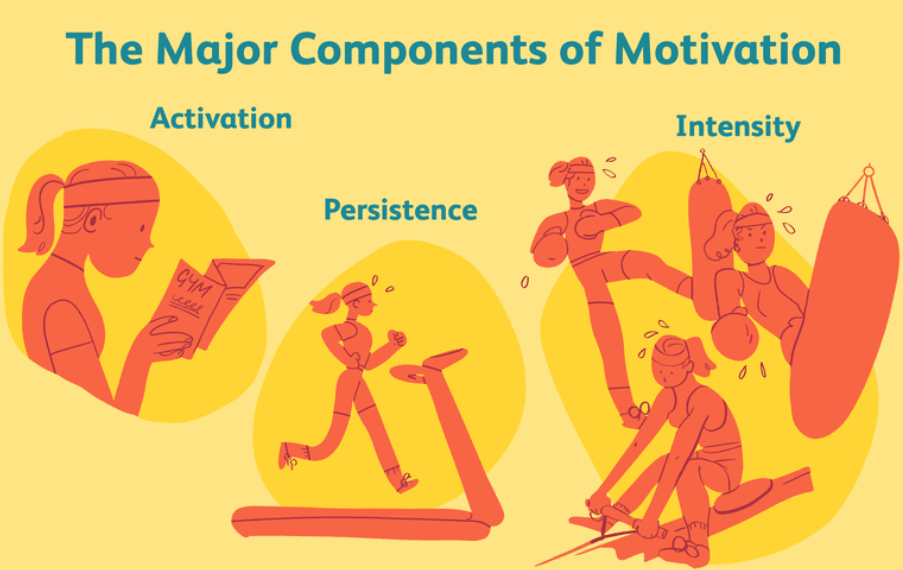 The Major Components of Motivation
Activation
Intensity
Persistence
GYM